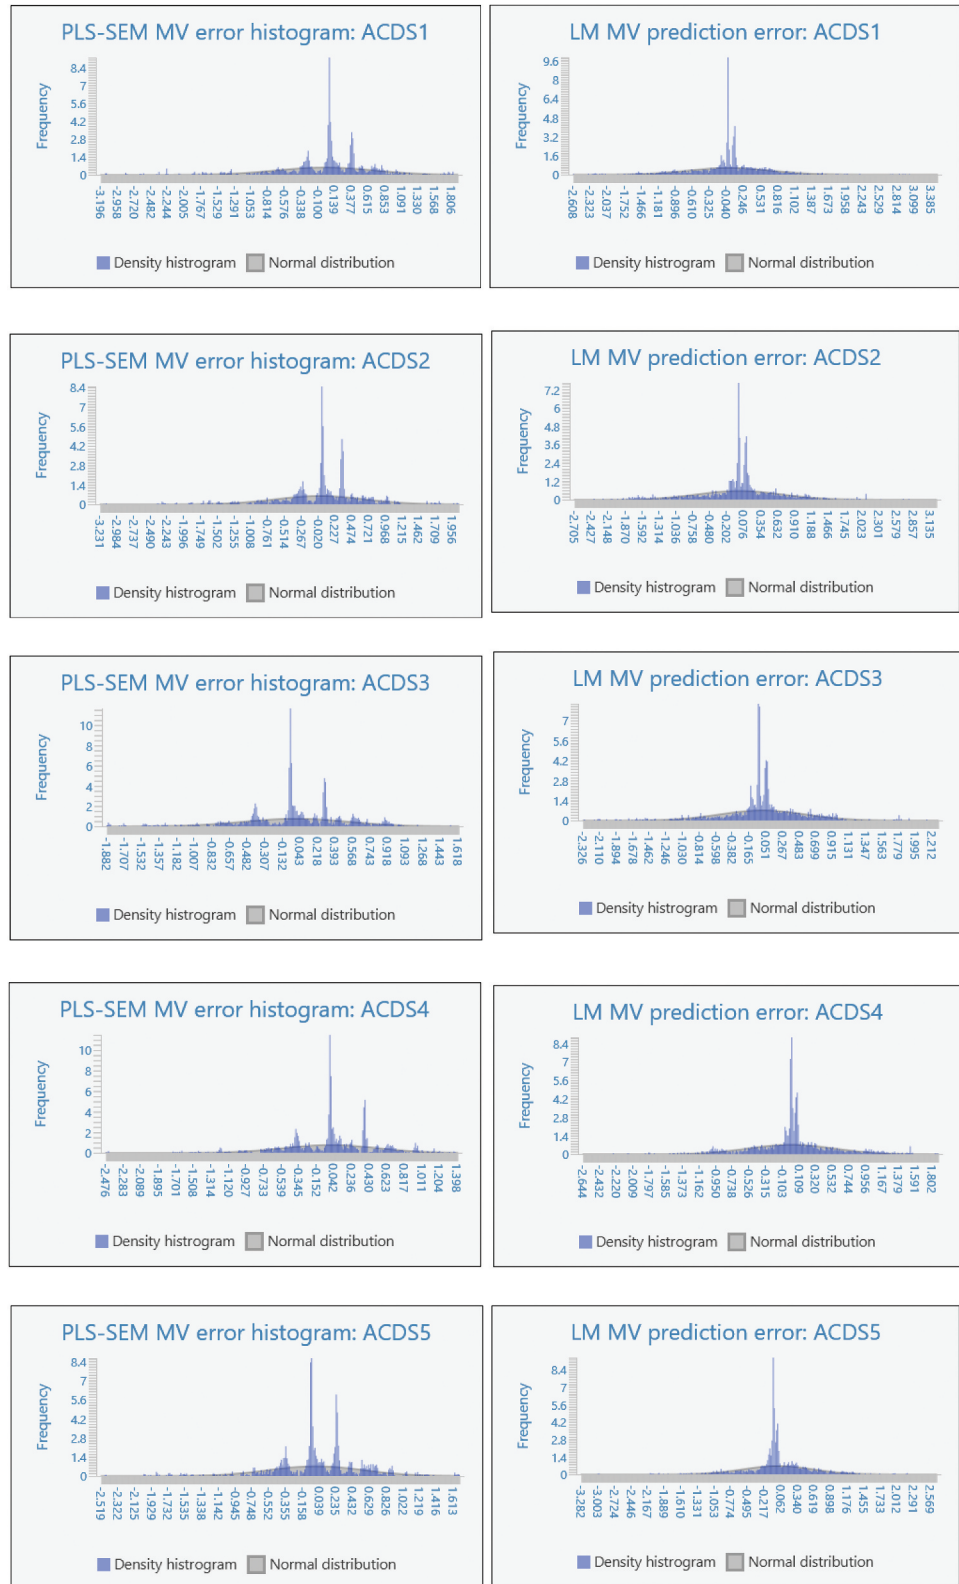 PLS-SEM MV error histogram: ACDS1
Frequency
8.4
7
5.6
4.2
2.8
1.4
0
-3.196 -2.958 -2.720 -2.482 -2.244 -2.005 -1.767 -1.529 -1.291 -1.053 -0.814 -0.576 -0.338 -0.100 0.139 0.377 0.615 0.853 1.091 1.330 1.568 1.806
Density histrogram Normal distribution
LM MV prediction error: ACDS1
Frequency
9.6
8
6.4
4.8
3.2
1.6
0
-2.608 -2.323 -2.037 -1.752 -1.466 -1.181 -0.896 -0.610 -0.325 -0.040 0.246 0.531 0.816 1.102 1.387 1.673 1.958 2.243 2.529 2.814 3.099 3.385
Density histrogram Normal distribution
PLS-SEM MV error histogram: ACDS2
Frequency
8.4
7
5.6
4.2
2.8
1.4
0
-3.231 -2.984 -2.737 -2.490 -2.243 -1.996 -1.749 -1.502 -1.255 -1.008 -0.761 -0.514 -0.267 -0.020 0.227 0.474 0.721 0.968 1.215 1.462 1.709 1.956
Density histrogram Normal distribution
LM MV prediction error: ACDS2
Frequency
7.2
6
4.8
3.6
2.4
1.2
0
-2.705 -2.427 -2.148 -1.870 -1.592 -1.314 -1.036 -0.758 -0.480 -0.202 0.076 0.354 0.632 0.910 1.188 1.466 1.745 2.023 2.301 2.579 2.857 3.135
Density histrogram Normal distribution
PLS-SEM MV error histogram: ACDS3
Frequency
10
8
6
4
2
0
-1.882 -1.707 -1.532 -1.357 -1.182 -1.007 -0.832 -0.657 -0.482 -0.307 -0.132 0.043 0.218 0.393 0.568 0.743 0.918 1.093 1.268 1.443 1.618
Density histrogram Normal distribution
LM MV prediction error: ACDS3
Frequency
7
5.6
4.2
2.8
1.4
0
-2.326 -2.110 -1.894 -1.678 -1.462 -1.246 -1.030 -0.814 -0.598 -0.382 -0.165 0.051 0.267 0.483 0.699 0.915 1.131 1.347 1.563 1.779 1.995 2.212
Density histrogram Normal distribution
PLS-SEM MV error histogram: ACDS4
Frequency
10
8
6
4
2
0
-2.476 -2.283 -2.089 -1.895 -1.701 -1.508 -1.314 -1.120 -0.927 -0.733 -0.539 -0.345 -0.152 0.042 0.236 0.430 0.623 0.817 1.011 1.204 1.398
Density histrogram Normal distribution
LM MV prediction error: ACDS4
Frequency
8.4
7
5.6
4.2
2.8
1.4
0
-2.644 -2.432 -2.220 -2.009 -1.797 -1.585 -1.373 -1.162 -0.950 -0.738 -0.526 -0.315 -0.103 0.109 0.320 0.532 0.744 0.956 1.167 1.379 1.591 1.802
Density histrogram Normal distribution
PLS-SEM MV error histogram: ACDS5
Frequency
8.4
7
5.6
4.2
2.8
1.4
0
-2.519 -2.322 -2.125 -1.929 -1.732 -1.535 -1.338 -1.142 -0.945 -0.748 -0.552 -0.355 -0.158 0.039 0.235 0.432 0.629 0.826 1.022 1.219 1.416 1.613
Density histrogram Normal distribution
LM MV prediction error: ACDS5
Frequency
8.4
7
5.6
4.2
2.8
1.4
0
-3.282 -3.003 -2.724 -2.446 -2.167 -1.889 -1.610 -1.331 -1.053 -0.774 -0.495 -0.217 0.062 0.340 0.619 0.898 1.176 1.455 1.733 2.012 2.291 2.569
Density histrogram Normal distribution